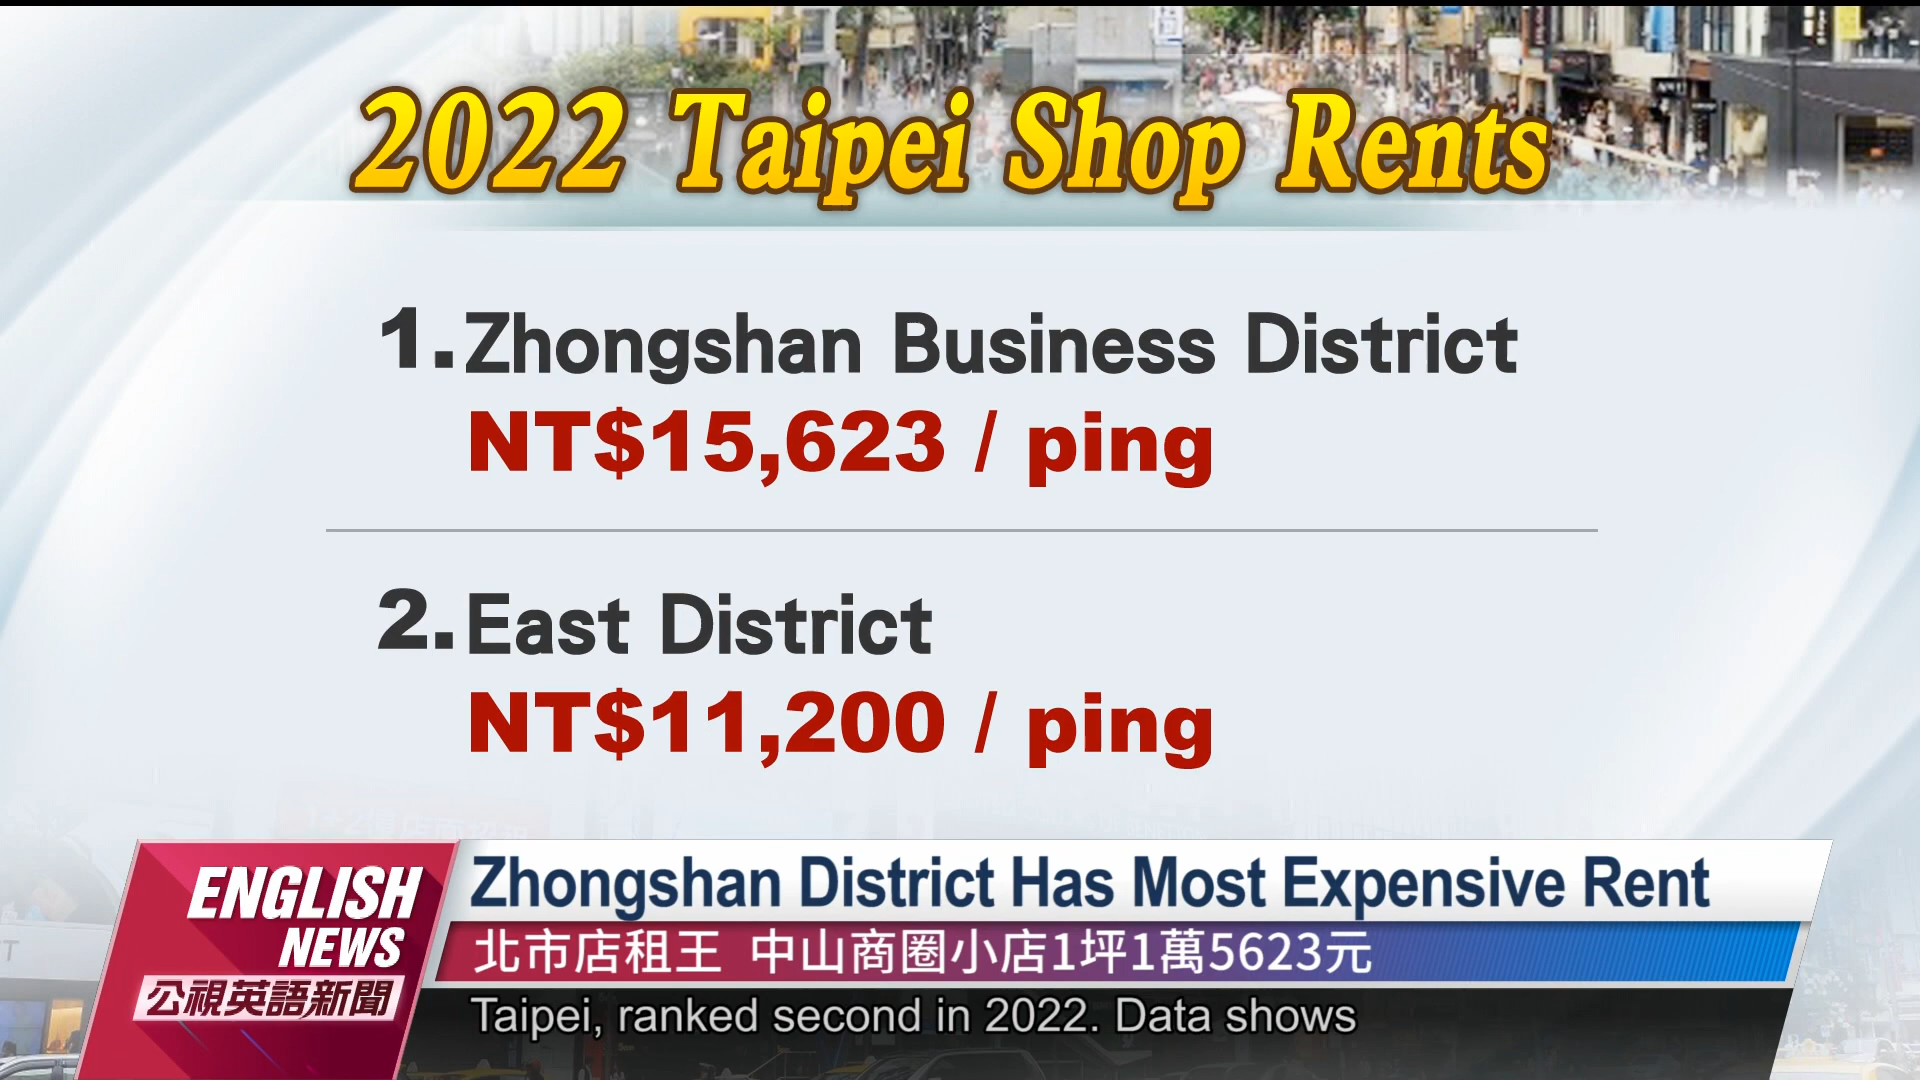 2022 Taipei Shop Rents
1. Zhongshan Business District
NT$15,623 / ping
2. East District
NT$11,200 / ping
ENGLISH
NEWS
公視英語新聞
Zhongshan District Has Most Expensive Rent
北市店租王 中山商圈小店1坪1萬5623元
Taipei, ranked second in 2022. Data shows